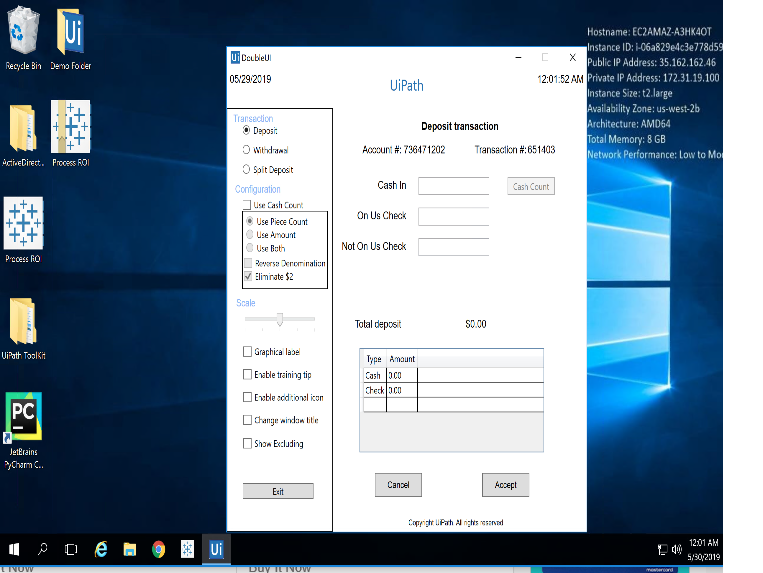 Recycle Bin
Demo Folder
ActiveDirect...
Process ROI
Process RO
UiPath ToolKit
JetBrains
PyCharm C...
PC
Ui
Hostname: EC2AMAZ-A3HK4OT
Instance ID: i-06a829e4c3e778d59
Public IP Address: 35.162.162.46
Private IP Address: 172.31.19.100
Instance Size: t2.large
Availability Zone: us-west-2b
Architecture: AMD64
Total Memory: 8 GB
Network Performance: Low to Mo
Ui DoubleUI
05/29/2019
UiPath
12:01:52 AM
Transaction
Deposit
Withdrawal
Split Deposit
Configuration
Use Cash Count
Use Piece Count
Use Amount
Use Both
Reverse Denomination
Eliminate $2
Scale
Graphical label
Enable training tip
Enable additional icon
Change window title
Show Excluding
Exit
Deposit transaction
Account #: 736471202 Transaction #: 651403
Cash In
Cash Count
On Us Check
Not On Us Check
Total deposit $0.00
Type Amount
Cash 0.00
Check 0.00
Cancel
Accept
Copyright UiPath. All rights reserved
Ui
12:01 AM
5/30/2019
t Now
Buy It Now
mastercard